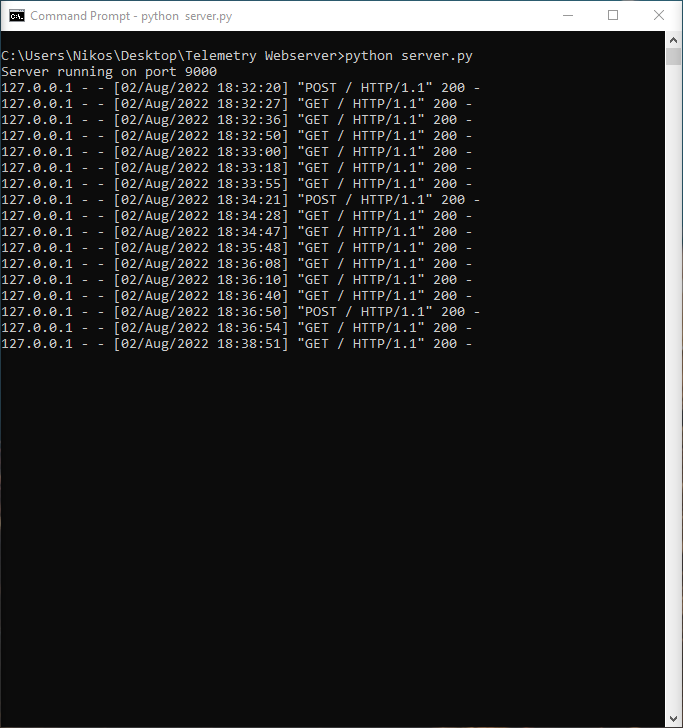 Command Prompt - python  server.py
C:\Users\Nikos\Desktop\Telemetry Webserver>python server.py
Server running on port 9000
127.0.0.1 - - [02/Aug/2022 18:32:20] "POST / HTTP/1.1" 200 -
127.0.0.1 - - [02/Aug/2022 18:32:27] "GET / HTTP/1.1" 200 -
127.0.0.1 - - [02/Aug/2022 18:32:36] "GET / HTTP/1.1" 200 -
127.0.0.1 - - [02/Aug/2022 18:32:50] "GET / HTTP/1.1" 200 -
127.0.0.1 - - [02/Aug/2022 18:33:00] "GET / HTTP/1.1" 200 -
127.0.0.1 - - [02/Aug/2022 18:33:18] "GET / HTTP/1.1" 200 -
127.0.0.1 - - [02/Aug/2022 18:33:55] "GET / HTTP/1.1" 200 -
127.0.0.1 - - [02/Aug/2022 18:34:21] "POST / HTTP/1.1" 200 -
127.0.0.1 - - [02/Aug/2022 18:34:28] "GET / HTTP/1.1" 200 -
127.0.0.1 - - [02/Aug/2022 18:34:47] "GET / HTTP/1.1" 200 -
127.0.0.1 - - [02/Aug/2022 18:35:48] "GET / HTTP/1.1" 200 -
127.0.0.1 - - [02/Aug/2022 18:36:08] "GET / HTTP/1.1" 200 -
127.0.0.1 - - [02/Aug/2022 18:36:10] "GET / HTTP/1.1" 200 -
127.0.0.1 - - [02/Aug/2022 18:36:40] "GET / HTTP/1.1" 200 -
127.0.0.1 - - [02/Aug/2022 18:36:50] "POST / HTTP/1.1" 200 -
127.0.0.1 - - [02/Aug/2022 18:36:54] "GET / HTTP/1.1" 200 -
127.0.0.1 - - [02/Aug/2022 18:38:51] "GET / HTTP/1.1" 200 -